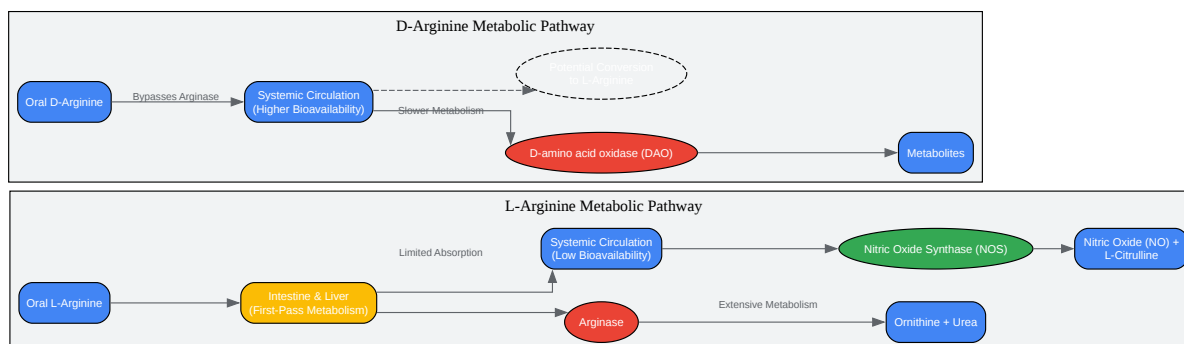 D-Arginine Metabolic Pathway
Potential Conversion
to L-Arginine
Oral D-Arginine
Bypasses Arginase
Systemic Circulation
(Higher Bioavailability)
Slower Metabolism
D-amino acid oxidase (DAO)
Metabolites
L-Arginine Metabolic Pathway
Limited Absorption
Systemic Circulation
(Low Bioavailability)
Nitric Oxide Synthase (NOS)
Nitric Oxide (NO) +
L-Citrulline
Oral L-Arginine
Intestine & Liver
(First-Pass Metabolism)
Arginase
Extensive Metabolism
Ornithine + Urea